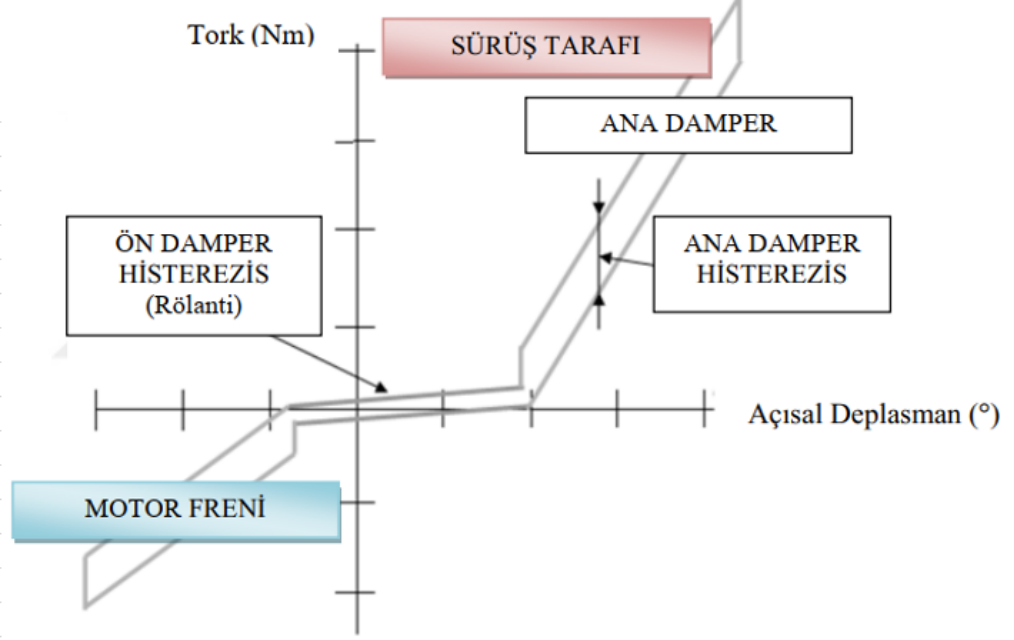 Tork (Nm)
SÜRÜŞ TARAFI
ANA DAMPER
ÖN DAMPER
HİSTEREZİS
(Rölanti)
ANA DAMPER
HİSTEREZİS
Açısal Deplasman (°)
MOTOR FRENİ